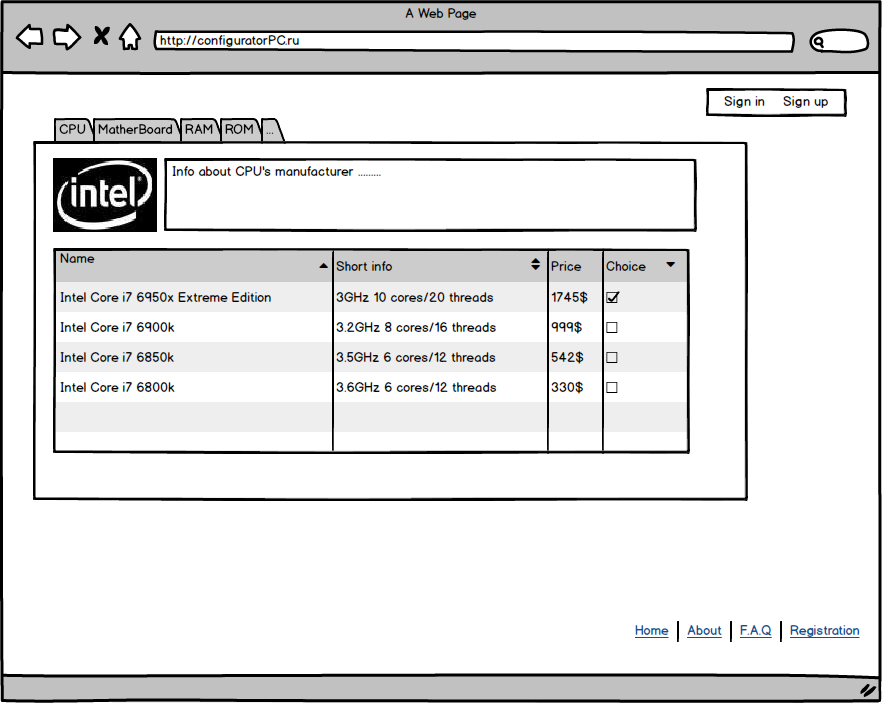 A Web Page
http://configuratorPC.ru
Sign in Sign up
CPU MatherBoard RAM ROM ...
intel
Info about CPU's manufacturer .........
Name Short info Price Choice
Intel Core i7 6950x Extreme Edition 3GHz 10 cores/20 threads 1745$
Intel Core i7 6900k 3.2GHz 8 cores/16 threads 999$
Intel Core i7 6850k 3.5GHz 6 cores/12 threads 542$
Intel Core i7 6800k 3.6GHz 6 cores/12 threads 330$
Home About F.A.Q Registration